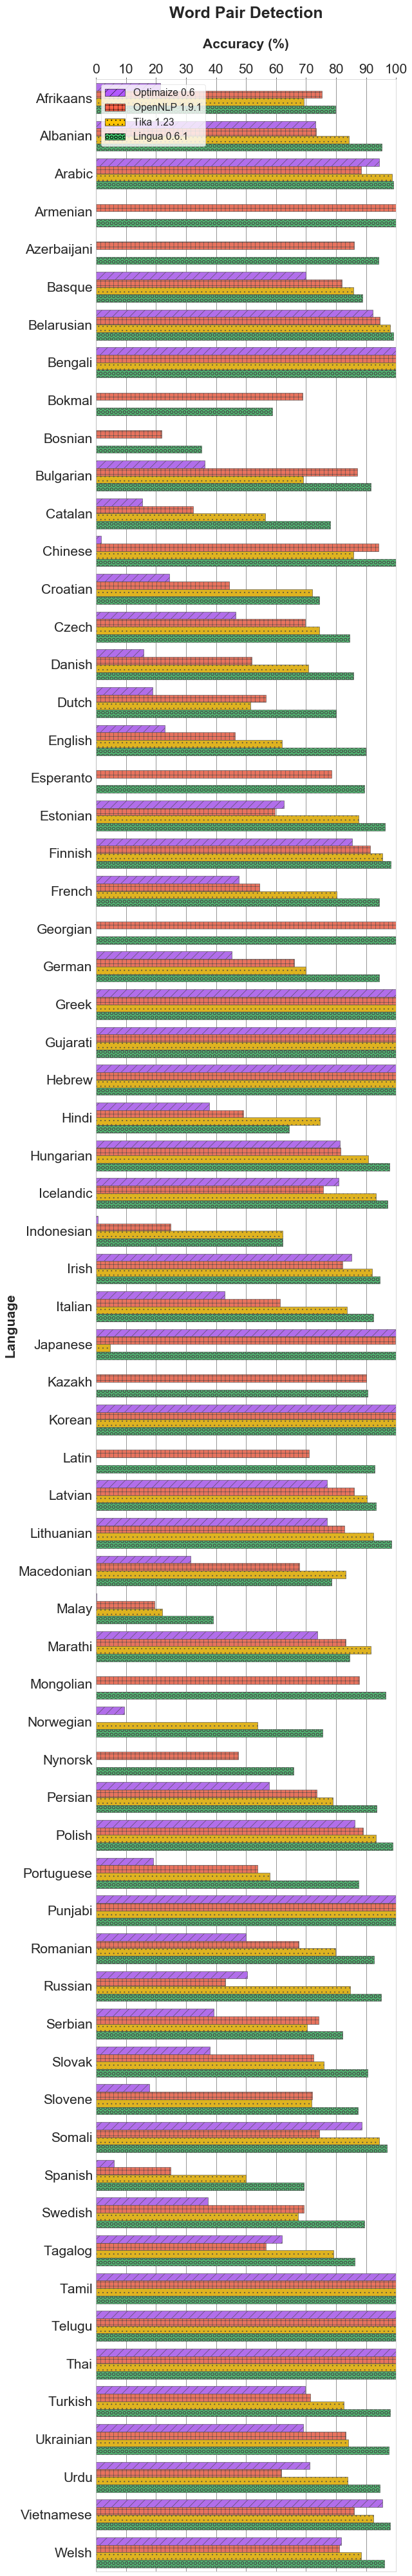 Word Pair Detection
Accuracy (%)
0 10 20 30 40 50 60 70 80 90 100
Optimaize 0.6
OpenNLP 1.9.1
Tika 1.23
Lingua 0.6.1
Language
Afrikaans
Albanian
Arabic
Armenian
Azerbaijani
Basque
Belarusian
Bengali
Bokmal
Bosnian
Bulgarian
Catalan
Chinese
Croatian
Czech
Danish
Dutch
English
Esperanto
Estonian
Finnish
French
Georgian
German
Greek
Gujarati
Hebrew
Hindi
Hungarian
Icelandic
Indonesian
Irish
Italian
Japanese
Kazakh
Korean
Latin
Latvian
Lithuanian
Macedonian
Malay
Marathi
Mongolian
Norwegian
Nynorsk
Persian
Polish
Portuguese
Punjabi
Romanian
Russian
Serbian
Slovak
Slovene
Somali
Spanish
Swedish
Tagalog
Tamil
Telugu
Thai
Turkish
Ukrainian
Urdu
Vietnamese
Welsh